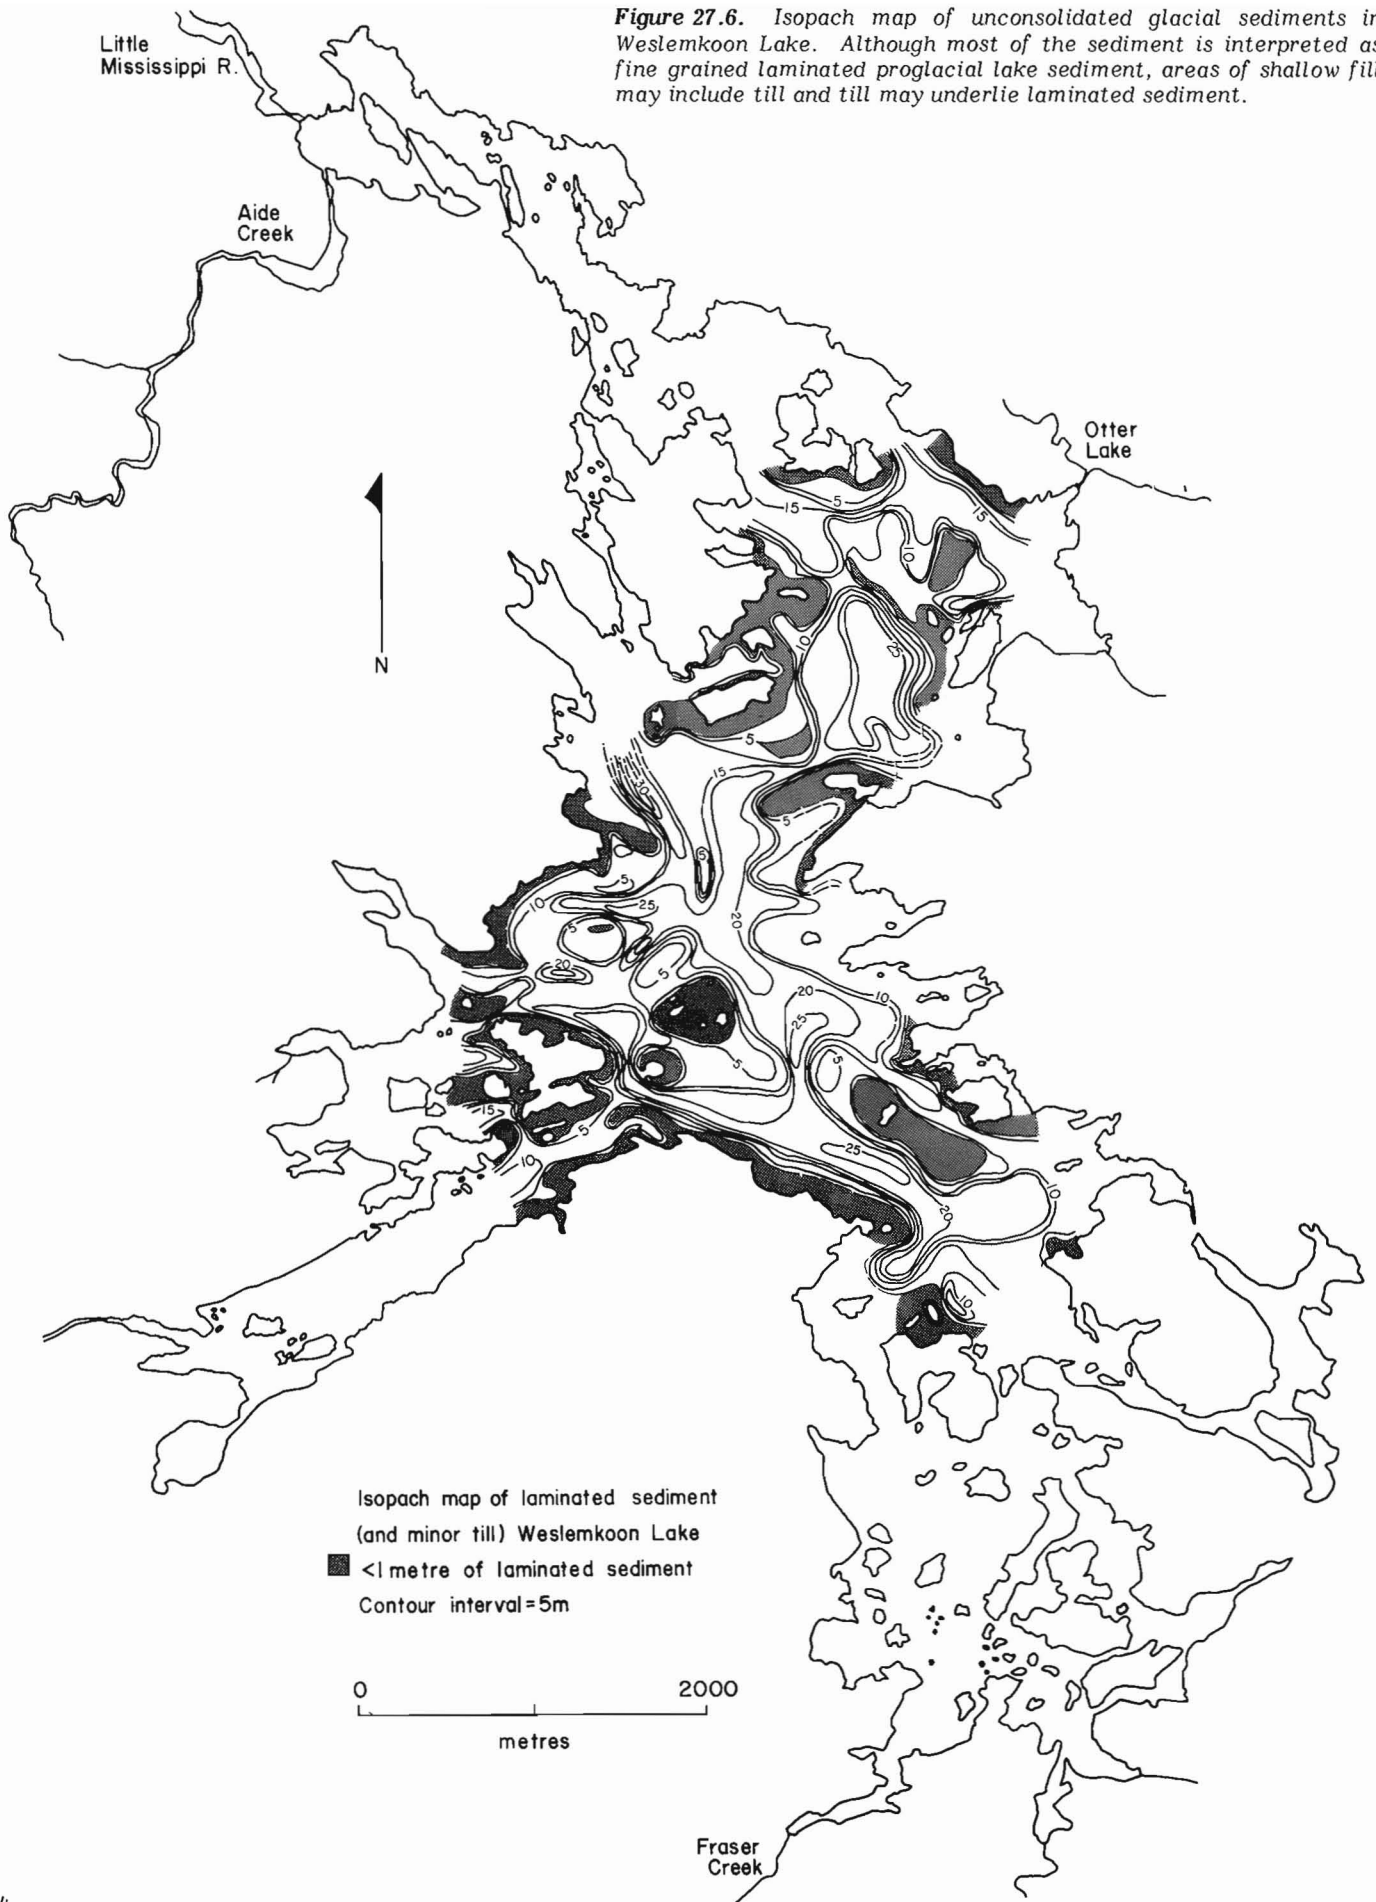 Figure 27.6. Isopach map of unconsolidated glacial sediments in
Weslemkoon Lake. Although most of the sediment is interpreted as
fine grained laminated proglacial lake sediment, areas of shallow fill
may include till and till may underlie laminated sediment.
Little
Mississippi R.
Aide
Creek
Otter
Lake
N
5
15
15
10
10
25
5
15
30
5
5
5
10
25
20
5
20
5
20
10
25
5
5
15
5
10
25
10
20
10
Isopach map of laminated sediment
(and minor till) Weslemkoon Lake
<1 metre of laminated sediment
Contour interval=5m
0 2000
metres
Fraser
Creek